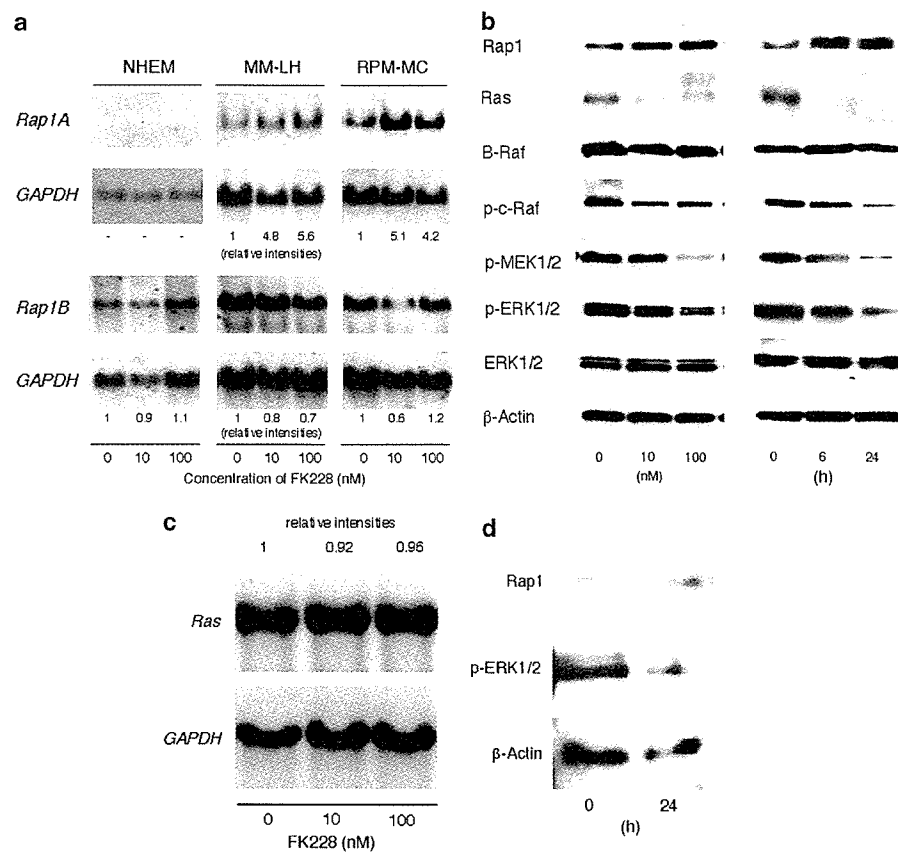 a
NHEM MM-LH RPM-MC
Rap1A
GAPDH
- - - 1 4.8 5.6 1 5.1 4.2
(relative intensities)
Rap1B
GAPDH
1 0.9 1.1 1 0.8 0.7 1 0.6 1.2
(relative intensities)
0 10 100 0 10 100 0 10 100
Concentration of FK228 (nM)
b
Rap1
Ras
B-Raf
p-c-Raf
p-MEK1/2
p-ERK1/2
ERK1/2
β-Actin
0 10 100 0 6 24
(nM) (h)
c
relative intensities
1 0.92 0.96
Ras
GAPDH
0 10 100
FK228 (nM)
d
Rap1
p-ERK1/2
β-Actin
0 24
(h)